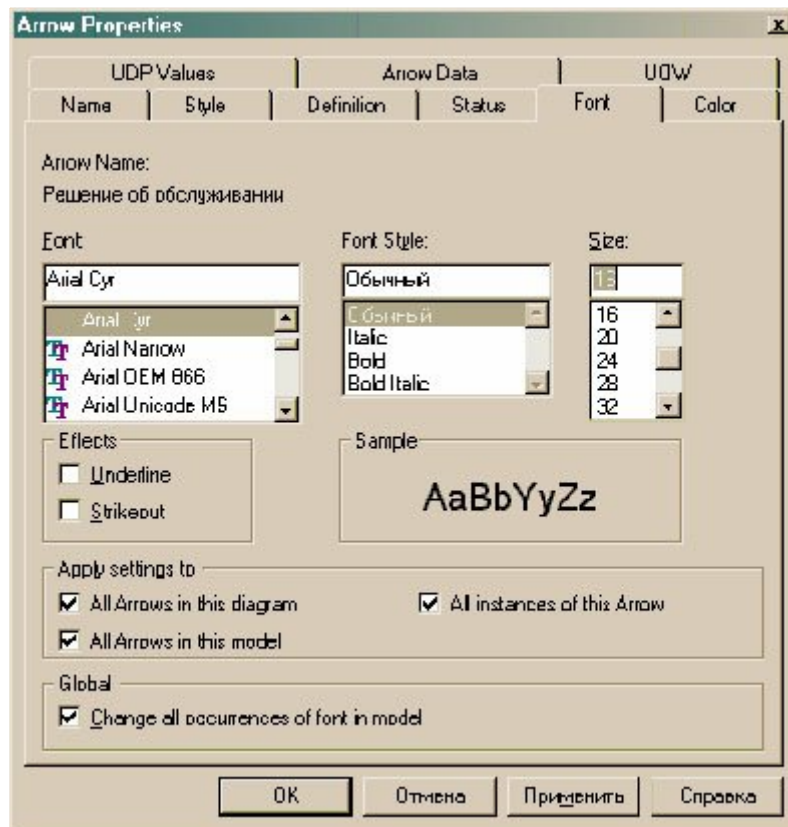 Arrow Properties
UDP Values Arrow Data UOW
Name Style Definition Status Font Color
Arrow Name:
Решение об обслуживании
Font Font Style: Size:
Arial Cyr Обычный
Arial Cyr Обычный 16
Arial Narrow Italic 20
Arial OEM 866 Bold 24
Arial Unicode MS Bold Italic 28
32
Effects Sample
Underline
Strikeout
AaBbYyZz
Apply settings to
All Arrows in this diagram All instances of this Arrow
All Arrows in this model
Global
Change all occurrences of font in model
OK Отмена Применить Справка